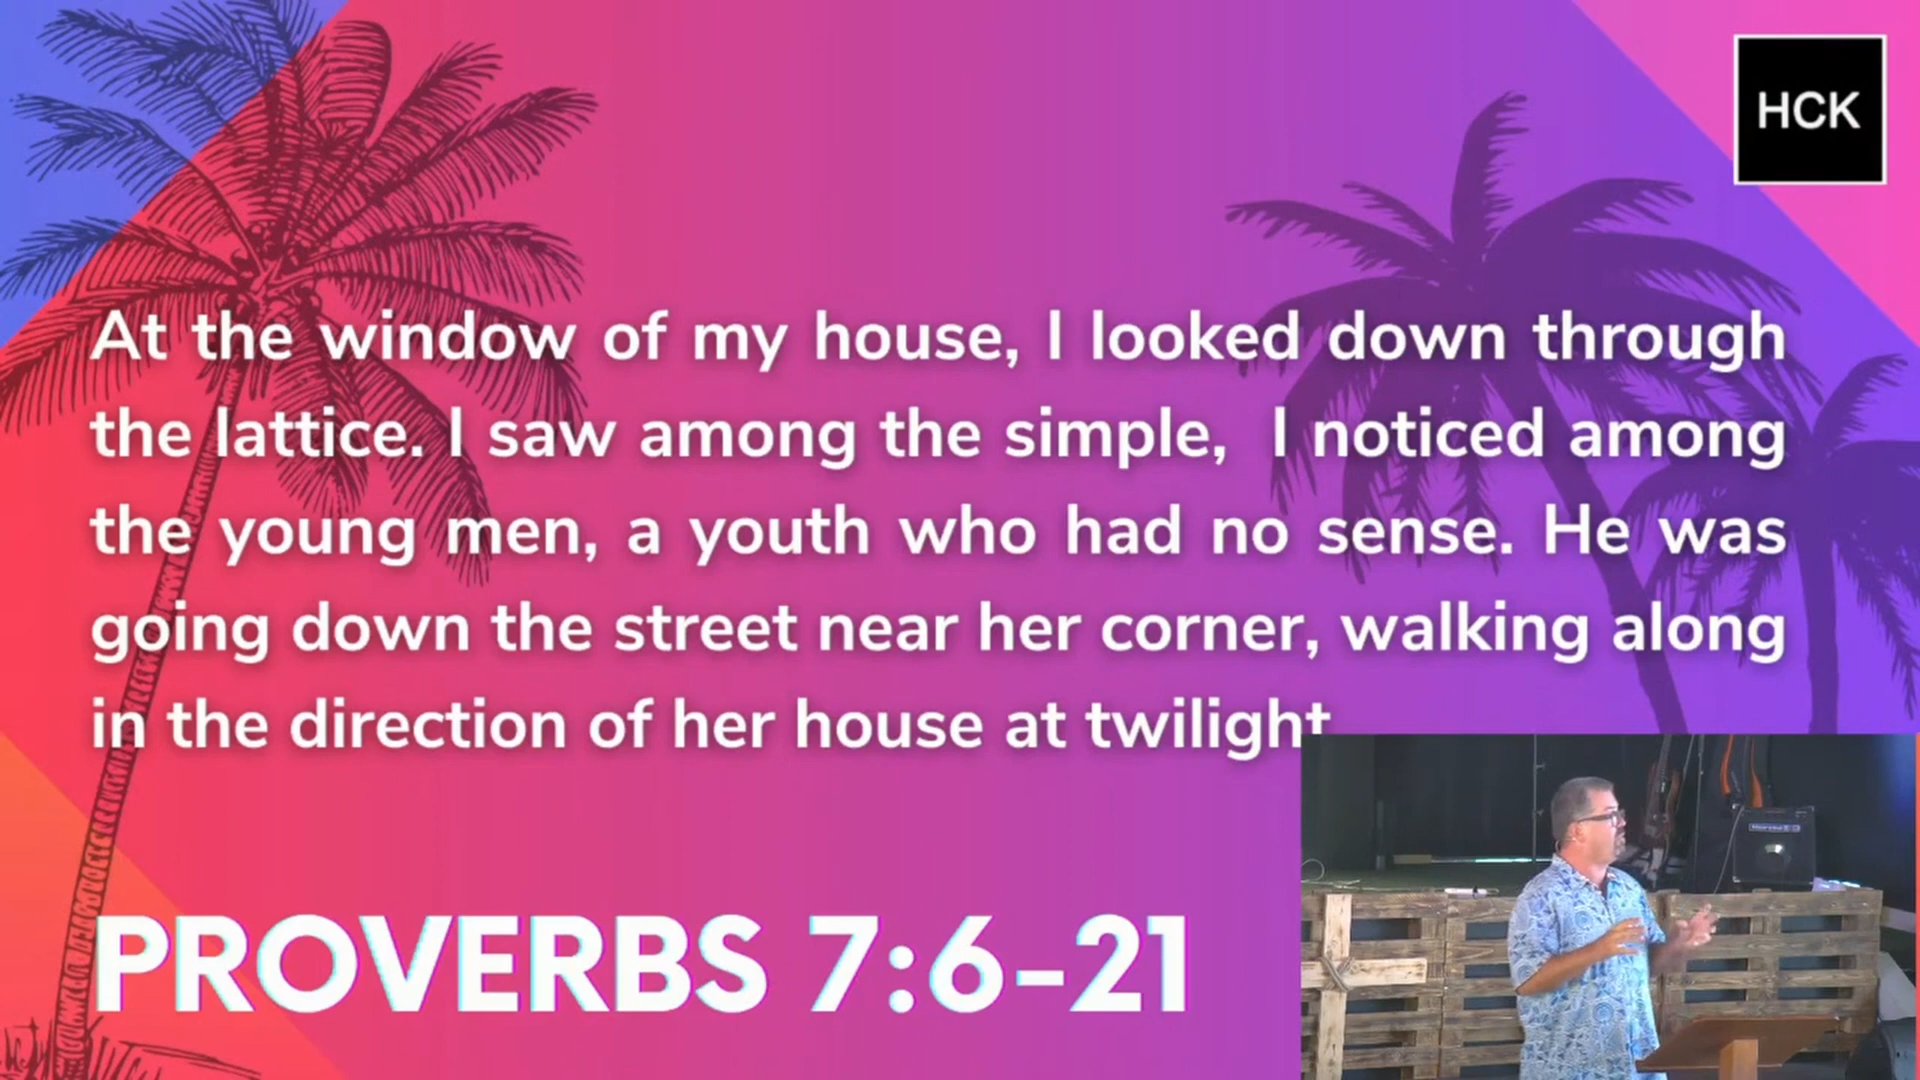 HCK
At the window of my house, I looked down through
the lattice. I saw among the simple, I noticed among
the young men, a youth who had no sense. He was
going down the street near her corner, walking along
in the direction of her house at twilight
PROVERBS 7:6-21